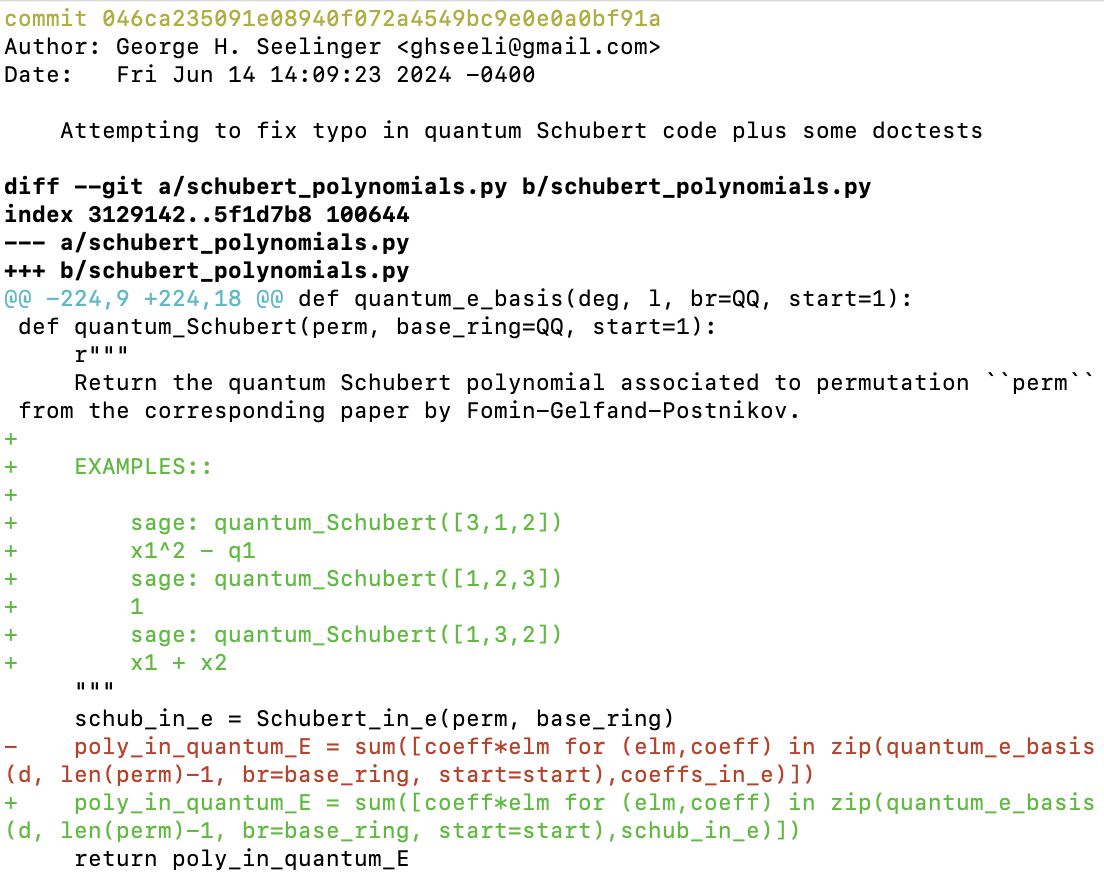 commit 046ca235091e08940f072a4549bc9e0e0a0bf91a
Author: George H. Seelinger <ghseeli@gmail.com>
Date:   Fri Jun 14 14:09:23 2024 -0400

    Attempting to fix typo in quantum Schubert code plus some doctests

diff --git a/schubert_polynomials.py b/schubert_polynomials.py
index 3129142..5f1d7b8 100644
--- a/schubert_polynomials.py
+++ b/schubert_polynomials.py
@@ -224,9 +224,18 @@ def quantum_e_basis(deg, l, br=QQ, start=1):
 def quantum_Schubert(perm, base_ring=QQ, start=1):
     r"""
     Return the quantum Schubert polynomial associated to permutation ``perm``
 from the corresponding paper by Fomin-Gelfand-Postnikov.
+
+    EXAMPLES::
+
+        sage: quantum_Schubert([3,1,2])
+        x1^2 - q1
+        sage: quantum_Schubert([1,2,3])
+        1
+        sage: quantum_Schubert([1,3,2])
+        x1 + x2
     """
     schub_in_e = Schubert_in_e(perm, base_ring)
-    poly_in_quantum_E = sum([coeff*elm for (elm,coeff) in zip(quantum_e_basis
(d, len(perm)-1, br=base_ring, start=start),coeffs_in_e)])
+    poly_in_quantum_E = sum([coeff*elm for (elm,coeff) in zip(quantum_e_basis
(d, len(perm)-1, br=base_ring, start=start),schub_in_e)])
     return poly_in_quantum_E